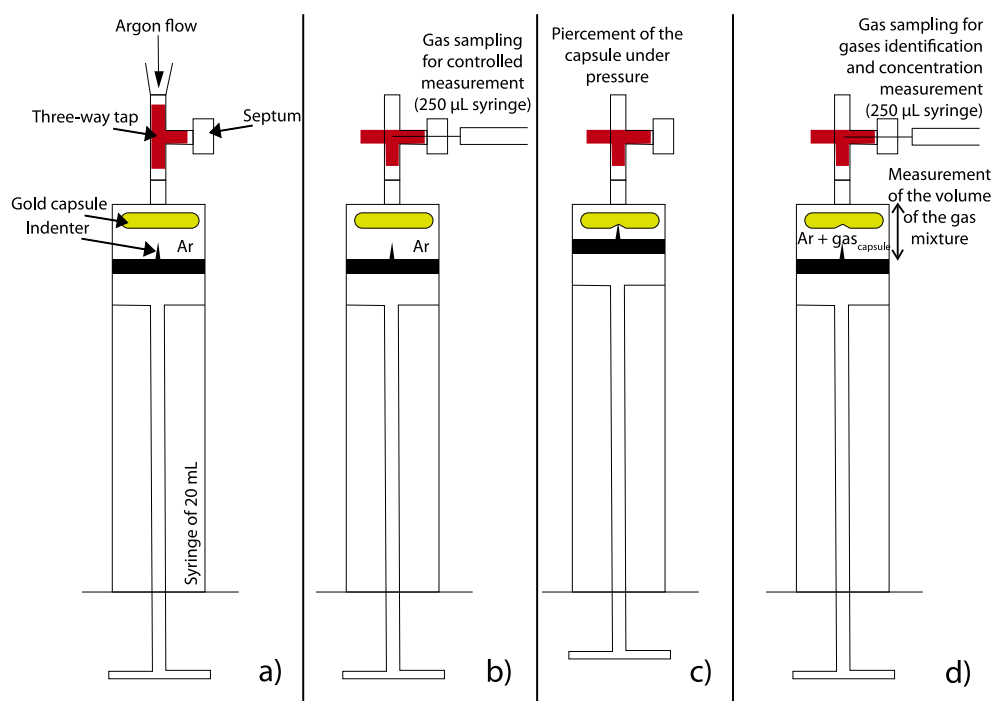 Argon flow
Three-way tap
Septum
Gold capsule
Indenter
Ar
Syringe of 20 mL
a)
Gas sampling
for controlled
measurement
(250 µL syringe)
Ar
b)
Piercement of the
capsule under
pressure
c)
Gas sampling for
gases identification
and concentration
measurement
(250 µL syringe)
Measurement
of the volume
of the gas
mixture
Ar + gas capsule
d)